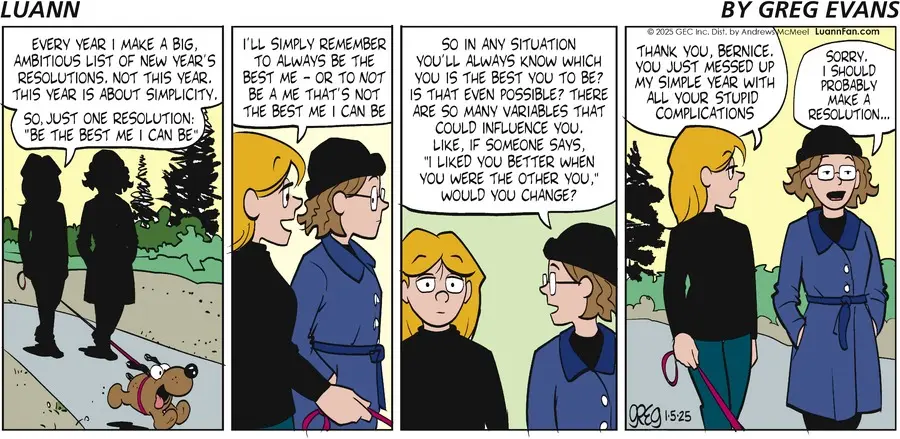 LUANN
BY GREG EVANS
© 2025 GEC Inc. Dist. by Andrews McMeel LuannFan.com
EVERY YEAR I MAKE A BIG,
AMBITIOUS LIST OF NEW YEAR'S
RESOLUTIONS. NOT THIS YEAR.
THIS YEAR IS ABOUT SIMPLICITY.
SO, JUST ONE RESOLUTION:
"BE THE BEST ME I CAN BE"
I'LL SIMPLY REMEMBER
TO ALWAYS BE THE
BEST ME – OR TO NOT
BE A ME THAT'S NOT
THE BEST ME I CAN BE
SO IN ANY SITUATION
YOU'LL ALWAYS KNOW WHICH
YOU IS THE BEST YOU TO BE?
IS THAT EVEN POSSIBLE? THERE
ARE SO MANY VARIABLES THAT
COULD INFLUENCE YOU.
LIKE, IF SOMEONE SAYS,
"I LIKED YOU BETTER WHEN
YOU WERE THE OTHER YOU,"
WOULD YOU CHANGE?
THANK YOU, BERNICE.
YOU JUST MESSED UP
MY SIMPLE YEAR WITH
ALL YOUR STUPID
COMPLICATIONS
SORRY.
I SHOULD
PROBABLY
MAKE A
RESOLUTION...
GREG 1•5•25